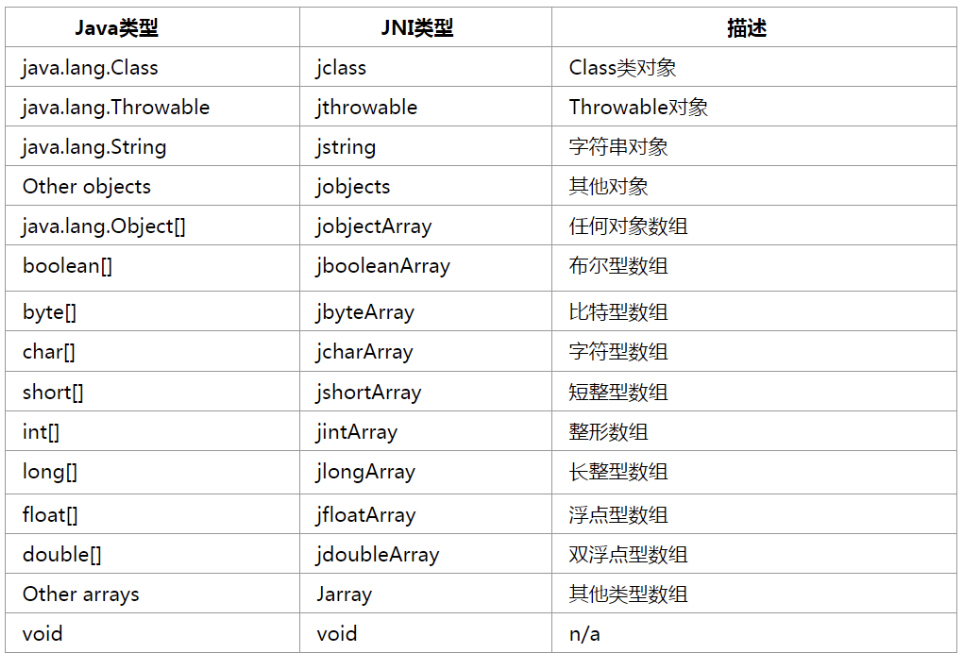 Java类型 JNI类型 描述
java.lang.Class jclass Class类对象
java.lang.Throwable jthrowable Throwable对象
java.lang.String jstring 字符串对象
Other objects jobjects 其他对象
java.lang.Object[] jobjectArray 任何对象数组
boolean[] jbooleanArray 布尔型数组
byte[] jbyteArray 比特型数组
char[] jcharArray 字符型数组
short[] jshortArray 短整型数组
int[] jintArray 整形数组
long[] jlongArray 长整型数组
float[] jfloatArray 浮点型数组
double[] jdoubleArray 双浮点型数组
Other arrays Jarray 其他类型数组
void void n/a